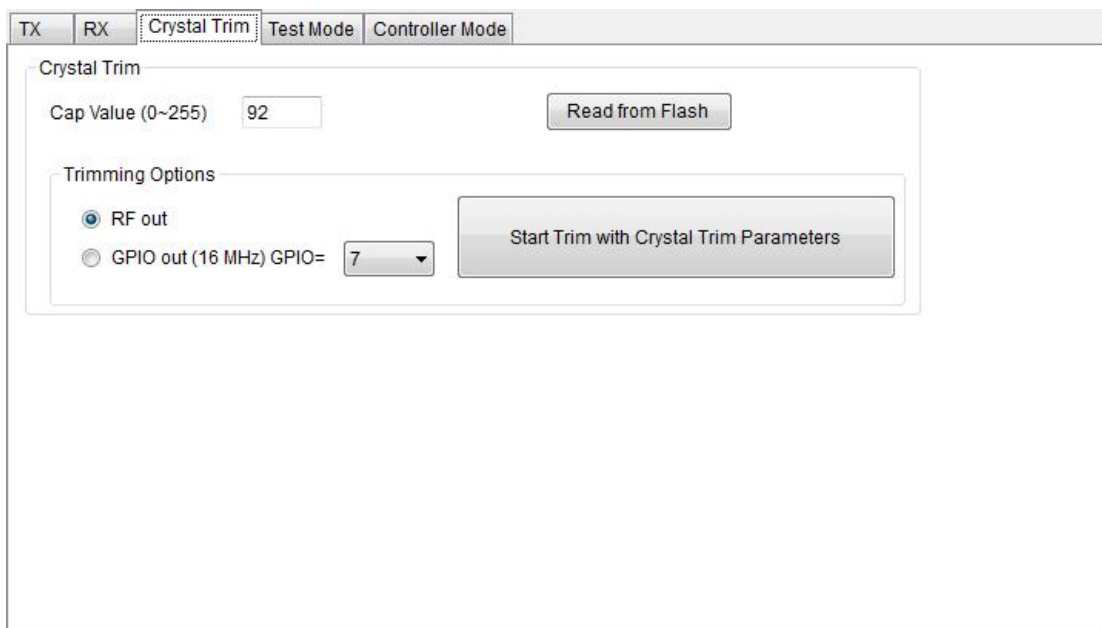 TX RX Crystal Trim Test Mode Controller Mode
Crystal Trim
Cap Value (0~255) 92 Read from Flash
Trimming Options
RF out
Start Trim with Crystal Trim Parameters
GPIO out (16 MHz) GPIO= 7